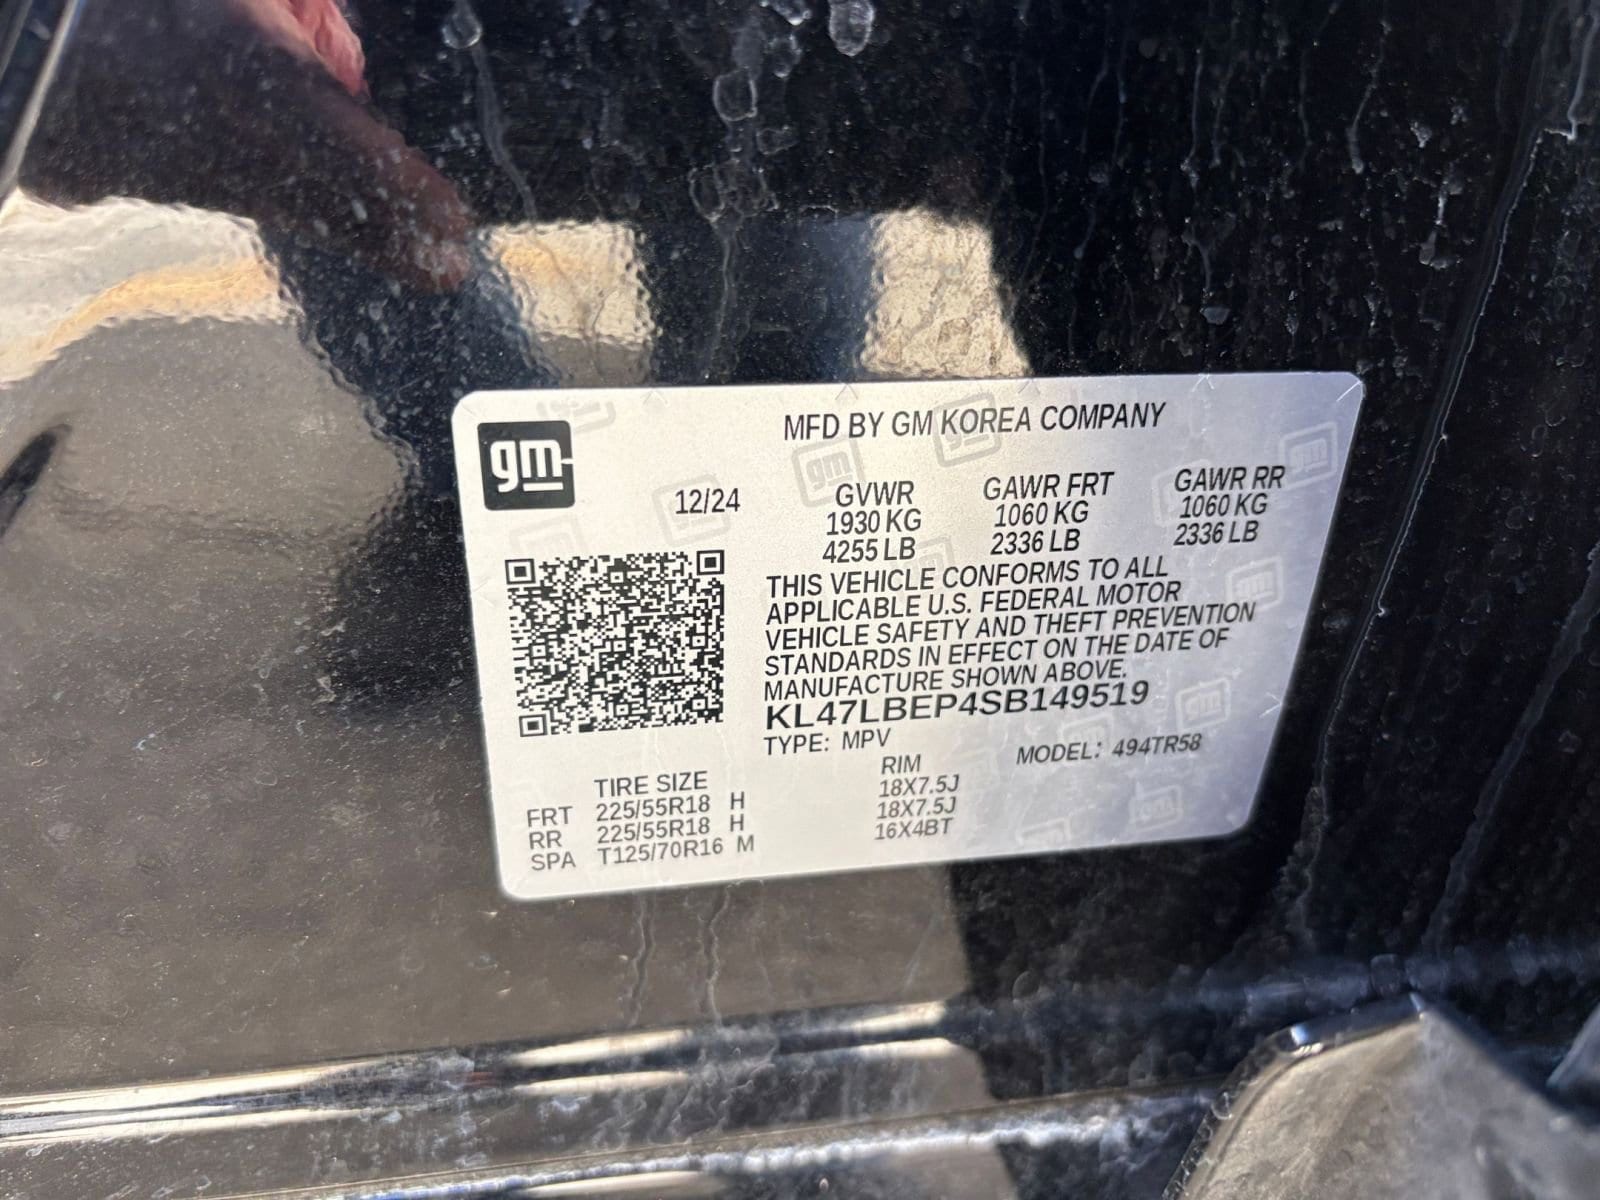 gm
MFD BY GM KOREA COMPANY
12/24
GVWR GAWR FRT GAWR RR
1930 KG 1060 KG 1060 KG
4255 LB 2336 LB 2336 LB
THIS VEHICLE CONFORMS TO ALL
APPLICABLE U.S. FEDERAL MOTOR
VEHICLE SAFETY AND THEFT PREVENTION
STANDARDS IN EFFECT ON THE DATE OF
MANUFACTURE SHOWN ABOVE.
KL47LBEP4SB149519
TYPE: MPV MODEL: 494TR58
TIRE SIZE RIM
FRT 225/55R18 H 18X7.5J
RR 225/55R18 H 18X7.5J
SPA T125/70R16 M 16X4BT